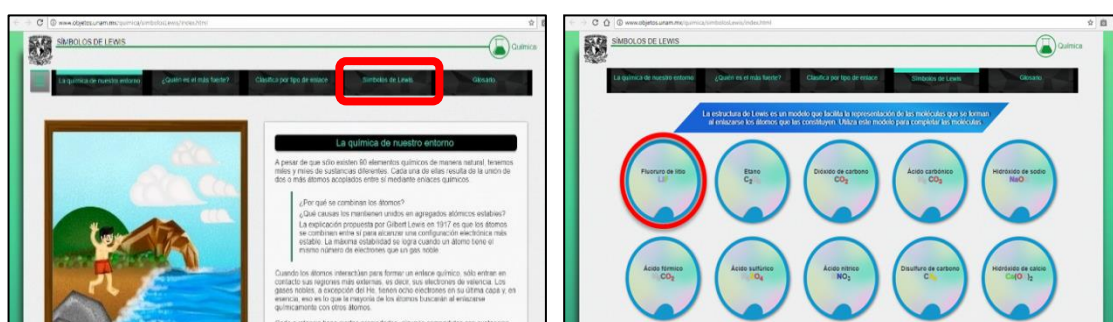 www.objetos.unam.mx/quimica/simbolosLewis/index.html
SÍMBOLOS DE LEWIS
Química
La química de nuestro entorno
¿Quién es el más fuerte?
Clasifica por tipo de enlace
Símbolos de Lewis
Glosario
La química de nuestro entorno
A pesar de que sólo existen 90 elementos químicos de manera natural, tenemos
miles y miles de sustancias diferentes. Cada una de ellas resulta de la unión de
dos o más átomos acoplados entre sí mediante enlaces químicos.
¿Por qué se combinan los átomos?
¿Qué causas los mantienen unidos en agregados atómicos estables?
La explicación propuesta por Gilbert Lewis en 1917 es que los átomos
se combinan entre sí para alcanzar una configuración electrónica más
estable. La máxima estabilidad se logra cuando un átomo tiene el
mismo número de electrones que un gas noble.
Cuando los átomos interactúan para formar un enlace químico, sólo entran en
contacto sus regiones más externas, es decir, sus electrones de valencia. Los
gases nobles, a excepción del He, tienen ocho electrones en su última capa y, en
esencia, eso es lo que la mayoría de los átomos buscarán al enlazarse
químicamente con otros átomos.
www.objetos.unam.mx/quimica/simbolosLewis/index.html
SÍMBOLOS DE LEWIS
Química
La química de nuestro entorno
¿Quién es el más fuerte?
Clasifica por tipo de enlace
Símbolos de Lewis
Glosario
La estructura de Lewis es un modelo que facilita la representación de las moléculas que se forman
al enlazarse los átomos que las constituyen. Utiliza este modelo para completar las moléculas.
Fluoruro de litio
LiF
Etano
Dióxido de carbono
CO₂
Ácido carbónico
CO₃
Hidróxido de sodio
NaO
Ácido fórmico
CO₂
Ácido sulfúrico
Ácido nítrico
NO₃
Disulfuro de carbono
Hidróxido de calcio